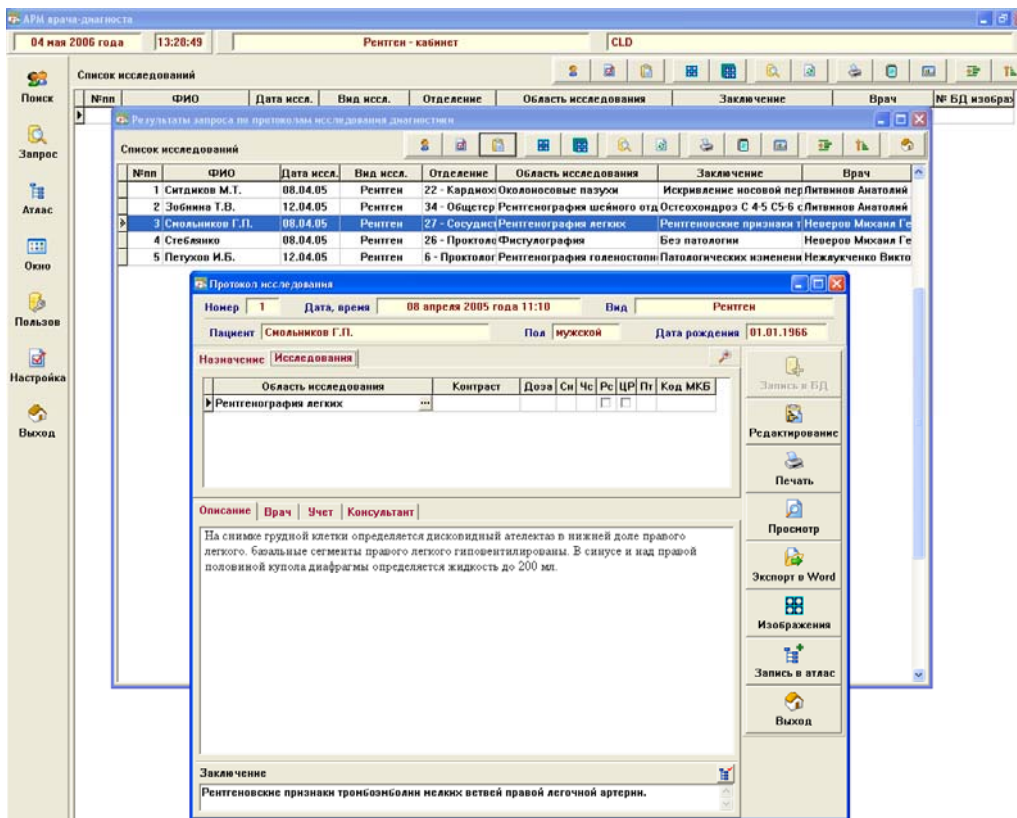 АРМ врача-диагноста
04 мая 2006 года 13:28:49 Рентген - кабинет CLD
Поиск
Запрос
Атлас
Окно
Пользов
Настройка
Выход
Список исследований
№пп ФИО Дата иссл. Вид иссл. Отделение Область исследования Заключение Врач № БД изображ
Результаты запроса по протоколам исследования диагностики
Список исследований
№пп ФИО Дата иссл. Вид иссл. Отделение Область исследования Заключение Врач
1 Ситдиков М.Т. 08.04.05 Рентген 22 - Кардиохо Околоносовые пазухи Искривление носовой пер Литвинов Анатолий
2 Зобнина Т.В. 12.04.05 Рентген 34 - Общетер Рентгенография шейного отд Остеохондроз С 4-5 С5-6 с Литвинов Анатолий
3 Смольников Г.П. 08.04.05 Рентген 27 - Сосудист Рентгенография легких Рентгеновские признаки т Неверов Михаил Ге
4 Стеблянко 08.04.05 Рентген 26 - Проктоло Фистулография Без патологии Неверов Михаил Ге
5 Петухов И.Б. 12.04.05 Рентген 6 - Проктолог Рентгенография голеностопн Патологических изменени Нежлукченко Викто
Протокол исследования
Номер 1 Дата, время 08 апреля 2005 года 11:10 Вид Рентген
Пациент Смольников Г.П. Пол мужской Дата рождения 01.01.1966
Назначение Исследования
Область исследования Контраст Доза Сн Чс Рс ЦР Пт Код МКБ
Рентгенография легких ...
Описание Врач Учет Консультант
На снимке грудной клетки определяется дисковидный ателектаз в нижней доле правого
легкого. базальные сегменты правого легкого гиповентилированы. В синусе и над правой
половиной купола диафрагмы определяется жидкость до 200 мл.
Заключение
Рентгеновские признаки тромбоэмболии мелких ветвей правой легочной артерии.
Запись в БД
Редактирование
Печать
Просмотр
Экспорт в Word
Изображения
Запись в атлас
Выход